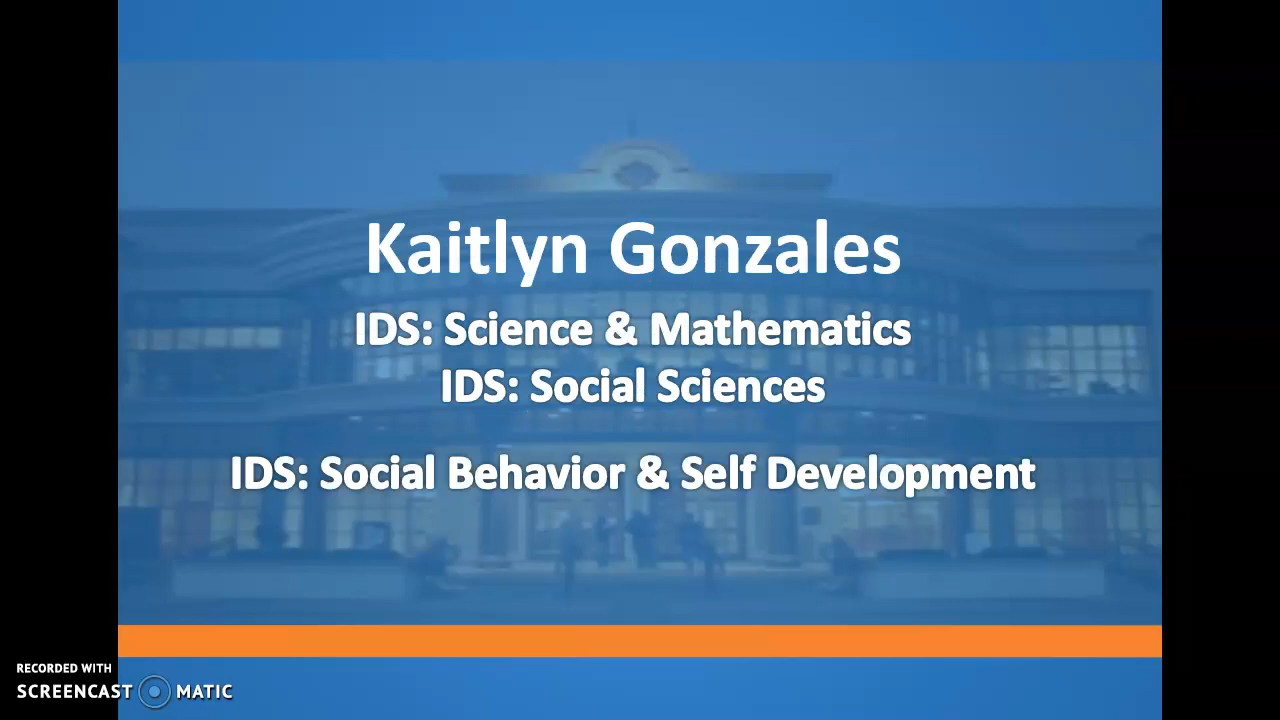 Kaitlyn Gonzales
IDS: Science & Mathematics
IDS: Social Sciences
IDS: Social Behavior & Self Development
RECORDED WITH
SCREENCAST MATIC